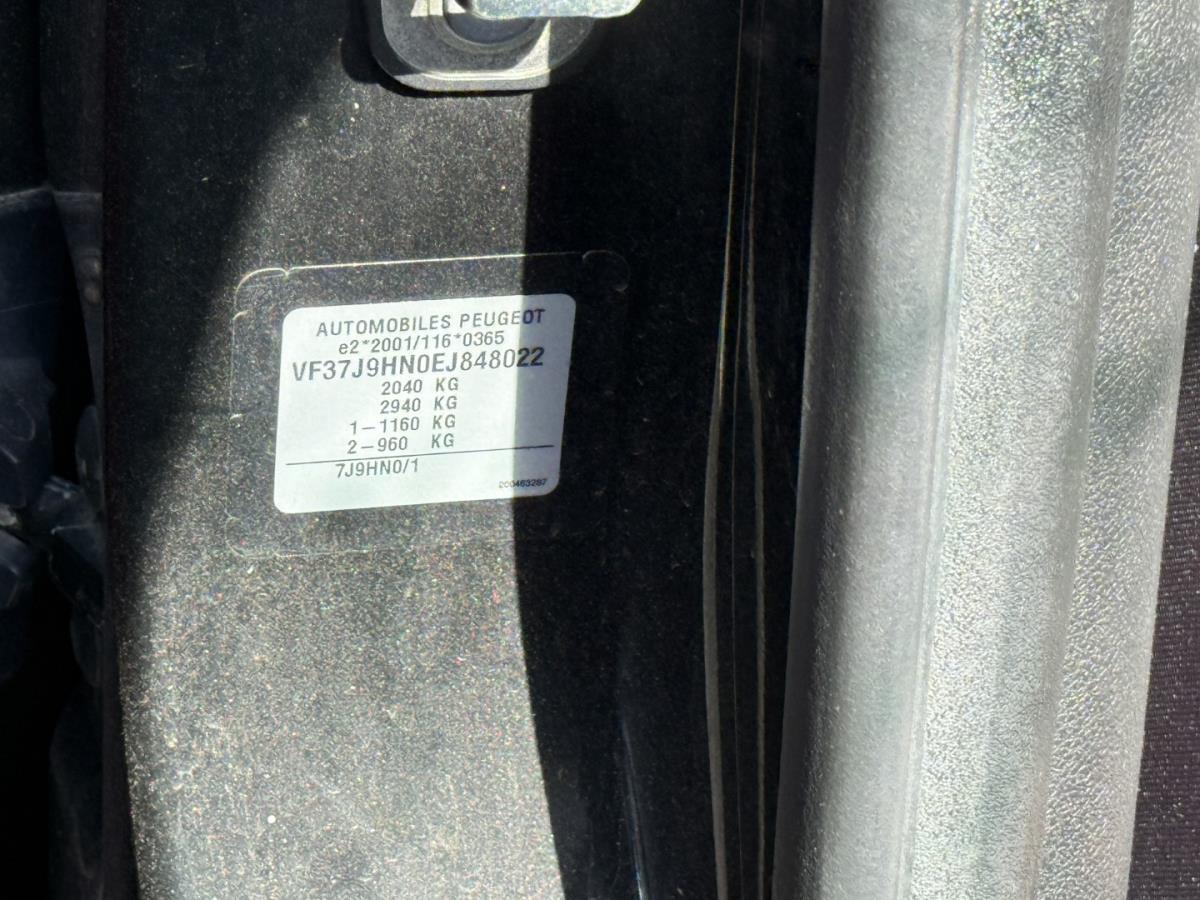 AUTOMOBILES PEUGEOT
e2*2001/116*0365
VF37J9HN0EJ848022
2040 KG
2940 KG
1-1160 KG
2-960 KG
7J9HN0/1
200463287